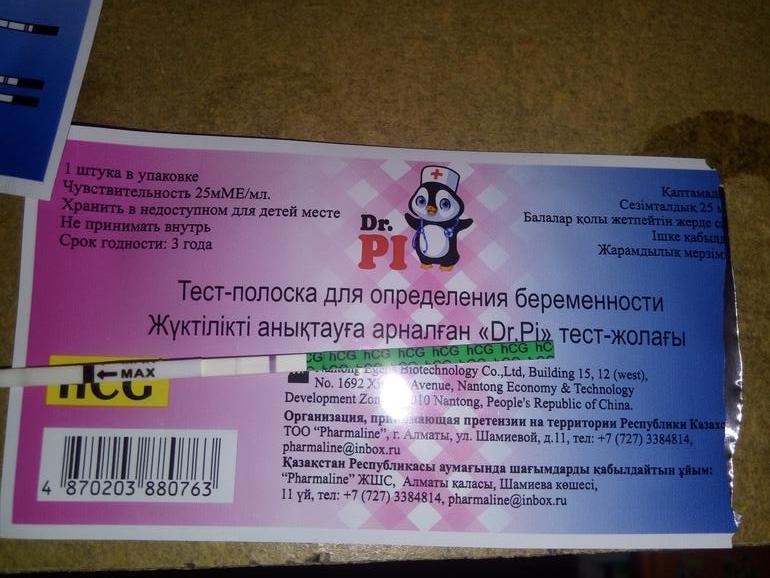 1 штука в упаковке
Чувствительность 25мМЕ/мл.
Хранить в недоступном для детей месте
Не принимать внутрь
Срок годности: 3 года
Dr.
PI
Сезімталдық 25
Балалар қолы жетпейтін жерде
Ішке
Жарамдылық
Тест-полоска для определения беременности
Жүктілікті анықтауға арналған «Dr.Pi» тест-жолағы
hCG hCG hCG hCG hCG hC
MAX
hCG
Biotechnology Co.,Ltd, Building 15, 12 (west),
No. 1692 Avenue, Nantong Economy & Technology
Development Nantong, People's Republic of China.
Организация, принимающая претензии на территории Республики
ТОО "Pharmaline", г. Алматы, ул. Шамиевой, д.11, тел: +7 (727) 3384814,
pharmaline@inbox.ru
Қазақстан Республикасы аумағында шағымдарды қабылдайтын ұйым:
"Pharmaline" ЖШС, Алматы қаласы, Шамиева көшесі,
11 үй, тел: +7 (727) 3384814, pharmaline@inbox.ru
4 870203 880763